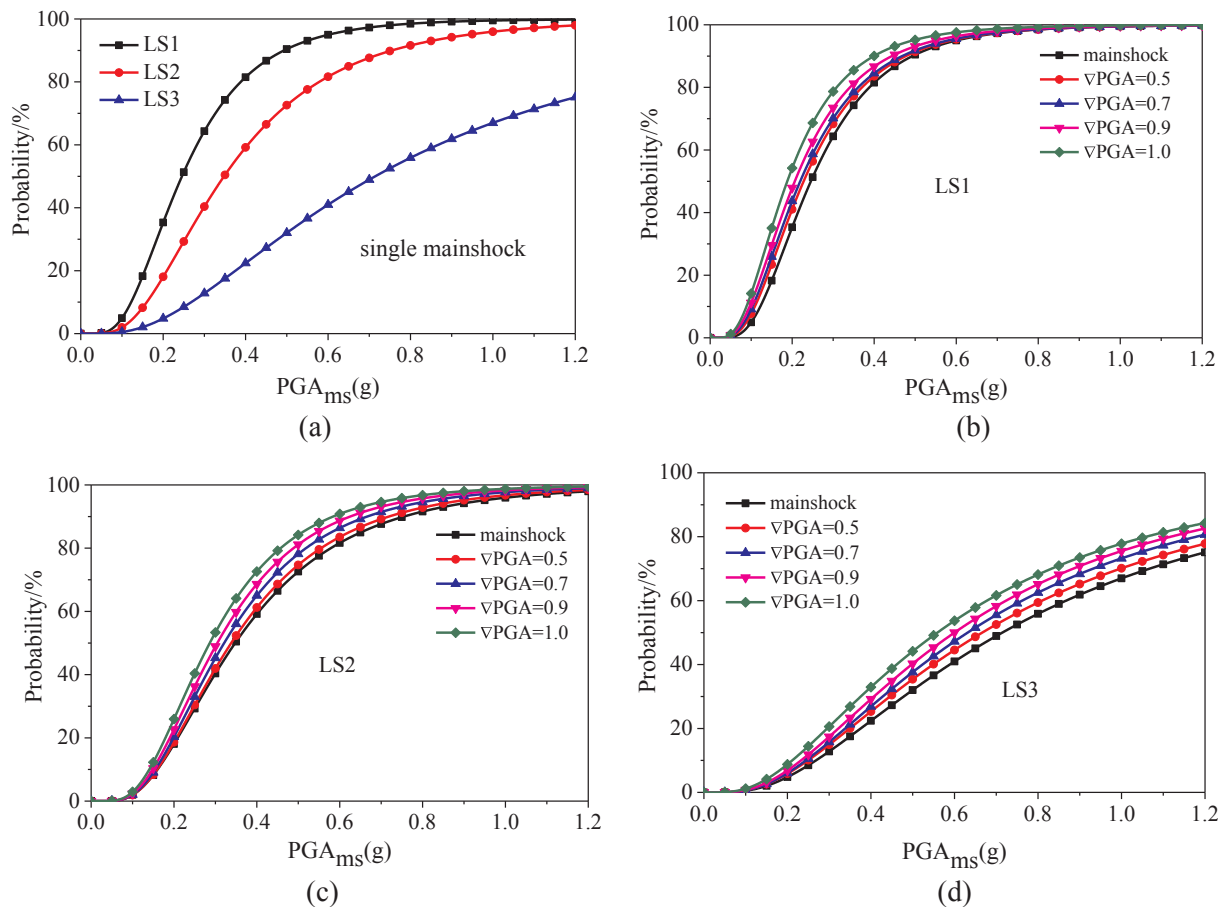 100
80
60
40
20
0
Probability/%
LS1
LS2
LS3
single mainshock
0.0 0.2 0.4 0.6 0.8 1.0 1.2
PGAms(g)
(a)
100
80
60
40
20
0
Probability/%
mainshock
∇PGA=0.5
∇PGA=0.7
∇PGA=0.9
∇PGA=1.0
LS1
0.0 0.2 0.4 0.6 0.8 1.0 1.2
PGAms(g)
(b)
100
80
60
40
20
0
Probability/%
mainshock
∇PGA=0.5
∇PGA=0.7
∇PGA=0.9
∇PGA=1.0
LS2
0.0 0.2 0.4 0.6 0.8 1.0 1.2
PGAms(g)
(c)
100
80
60
40
20
0
Probability/%
mainshock
∇PGA=0.5
∇PGA=0.7
∇PGA=0.9
∇PGA=1.0
LS3
0.0 0.2 0.4 0.6 0.8 1.0 1.2
PGAms(g)
(d)